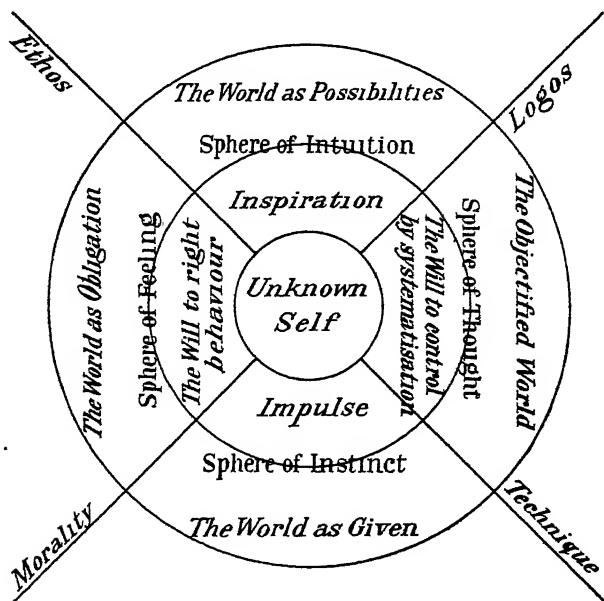 Ethos
Logos
The World as Possibilities
Sphere of Intuition
Inspiration
The World as Obligation
Sphere of Feeling
The Will to right
behaviour
Unknown
Self
The Will to control
by systematisation
Sphere of Thought
The Objectified World
Impulse
Sphere of Instinct
The World as Given
Morality
Technique